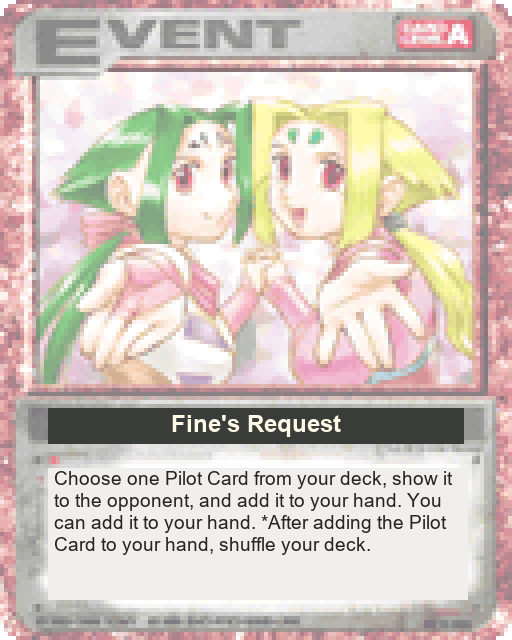 EVENT
CARD LEVEL A
Fine's Request
Choose one Pilot Card from your deck, show it
to the opponent, and add it to your hand. You
can add it to your hand. *After adding the Pilot
Card to your hand, shuffle your deck.